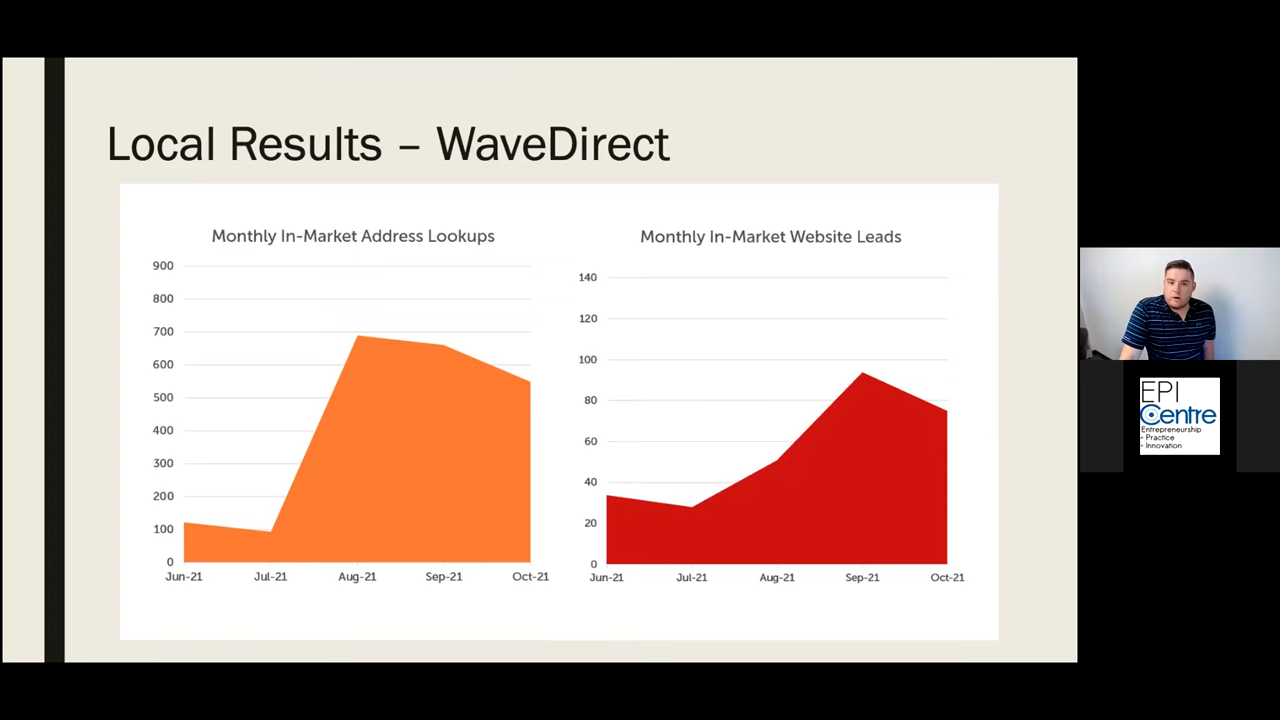 Local Results – WaveDirect
Monthly In-Market Address Lookups
900
800
700
600
500
400
300
200
100
0
Jun-21 Jul-21 Aug-21 Sep-21 Oct-21
Monthly In-Market Website Leads
140
120
100
80
60
40
20
0
Jun-21 Jul-21 Aug-21 Sep-21 Oct-21
EPI
Centre
Entrepreneurship
+ Practice
+ Innovation